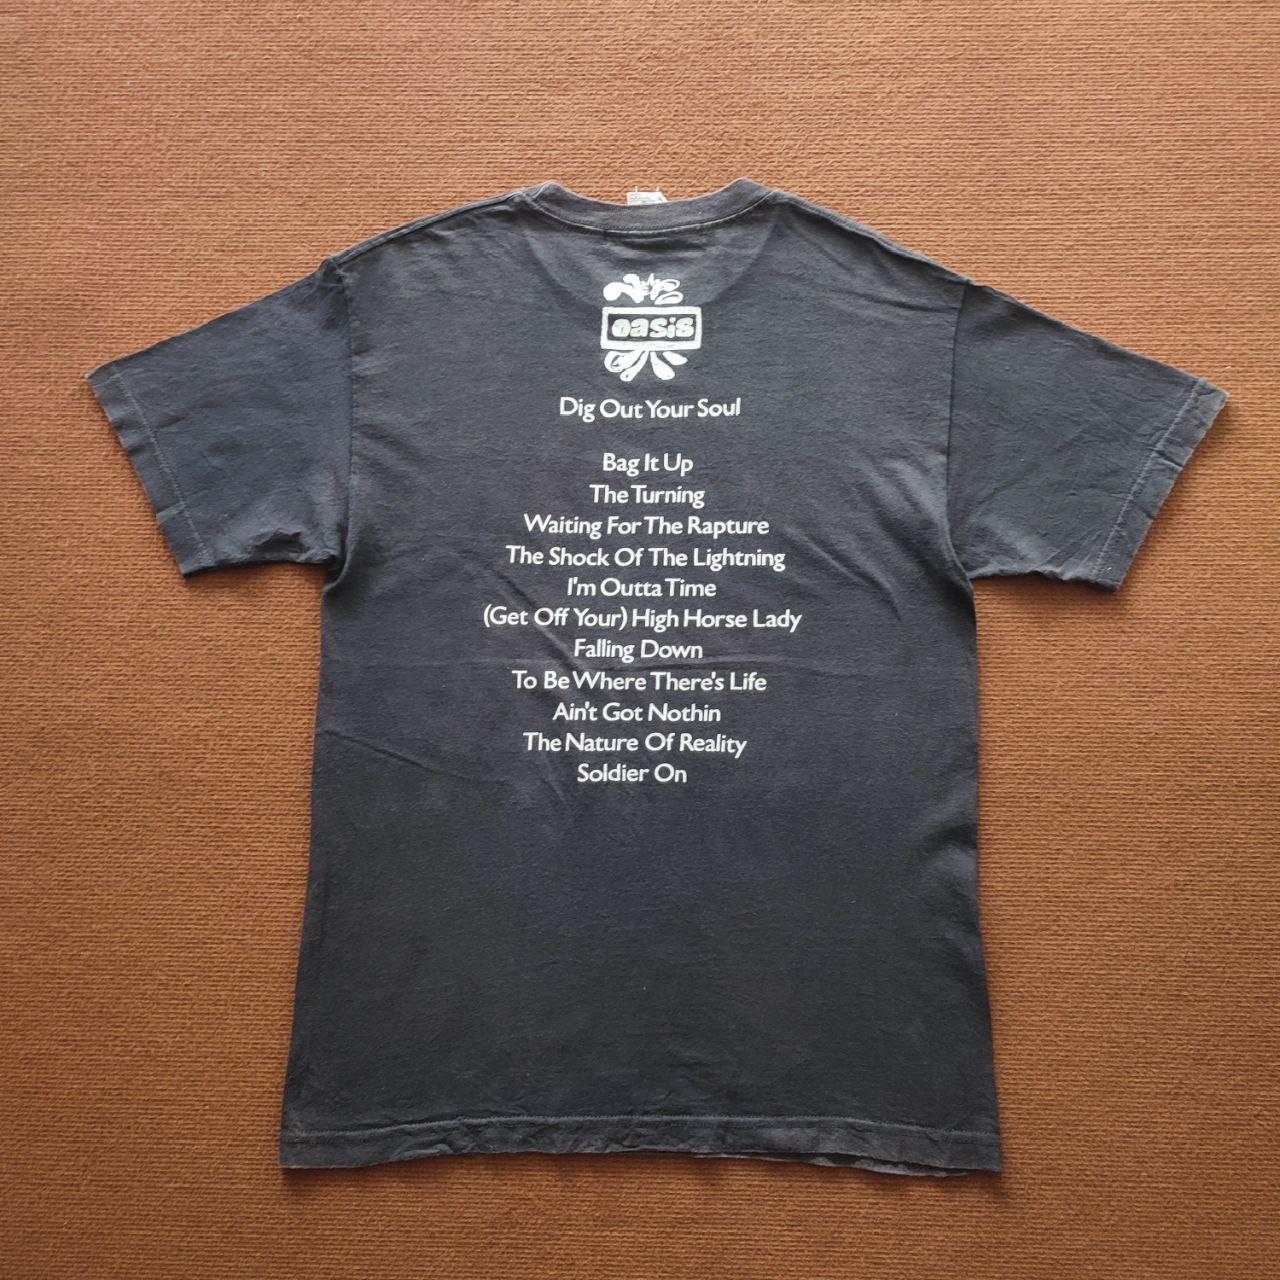 oasis
Dig Out Your Soul
Bag It Up
The Turning
Waiting For The Rapture
The Shock Of The Lightning
I'm Outta Time
(Get Off Your) High Horse Lady
Falling Down
To Be Where There's Life
Ain't Got Nothin
The Nature Of Reality
Soldier On